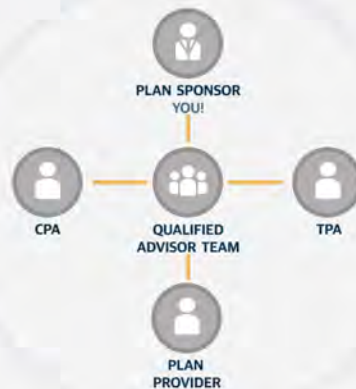 PLAN SPONSOR
YOU!
CPA
QUALIFIED
ADVISOR TEAM
TPA
PLAN
PROVIDER